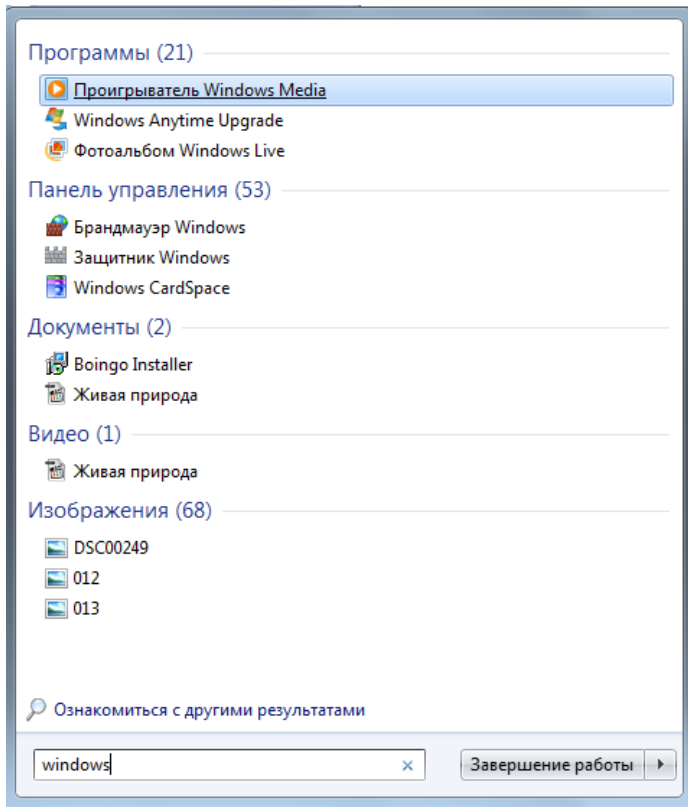 Программы (21)
Проигрыватель Windows Media
Windows Anytime Upgrade
Фотоальбом Windows Live
Панель управления (53)
Брандмауэр Windows
Защитник Windows
Windows CardSpace
Документы (2)
Boingo Installer
Живая природа
Видео (1)
Живая природа
Изображения (68)
DSC00249
012
013
Ознакомиться с другими результатами
windows
Завершение работы